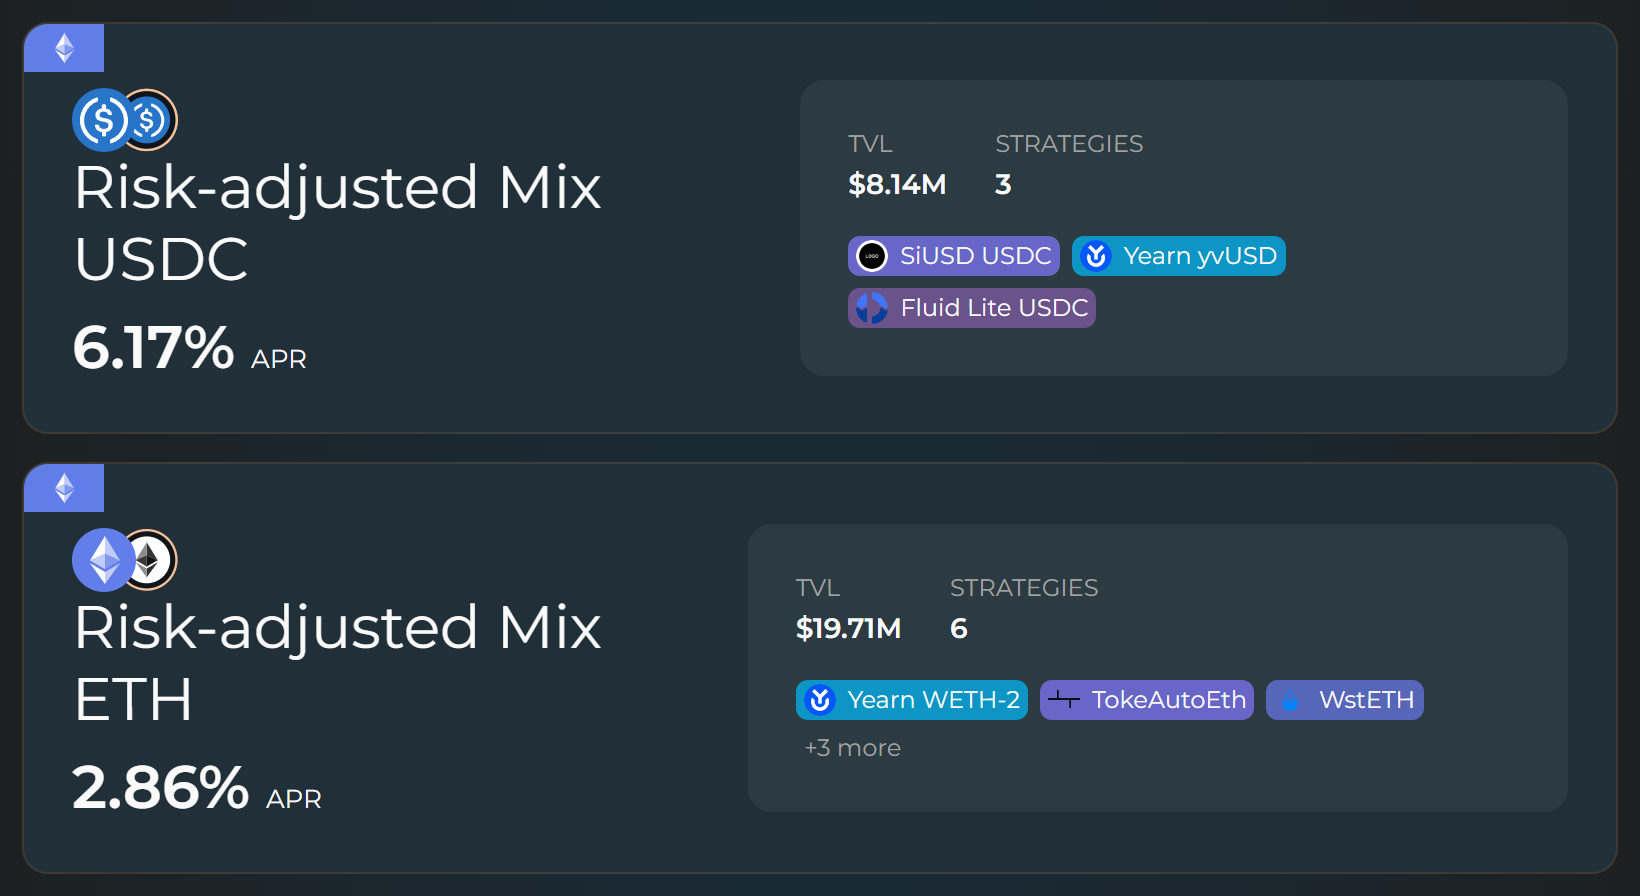 Risk-adjusted Mix
USDC
6.17% APR
TVL STRATEGIES
$8.14M 3
LOGO SiUSD USDC Yearn yvUSD
Fluid Lite USDC
Risk-adjusted Mix
ETH
2.86% APR
TVL STRATEGIES
$19.71M 6
Yearn WETH-2 TokeAutoEth WstETH
+3 more